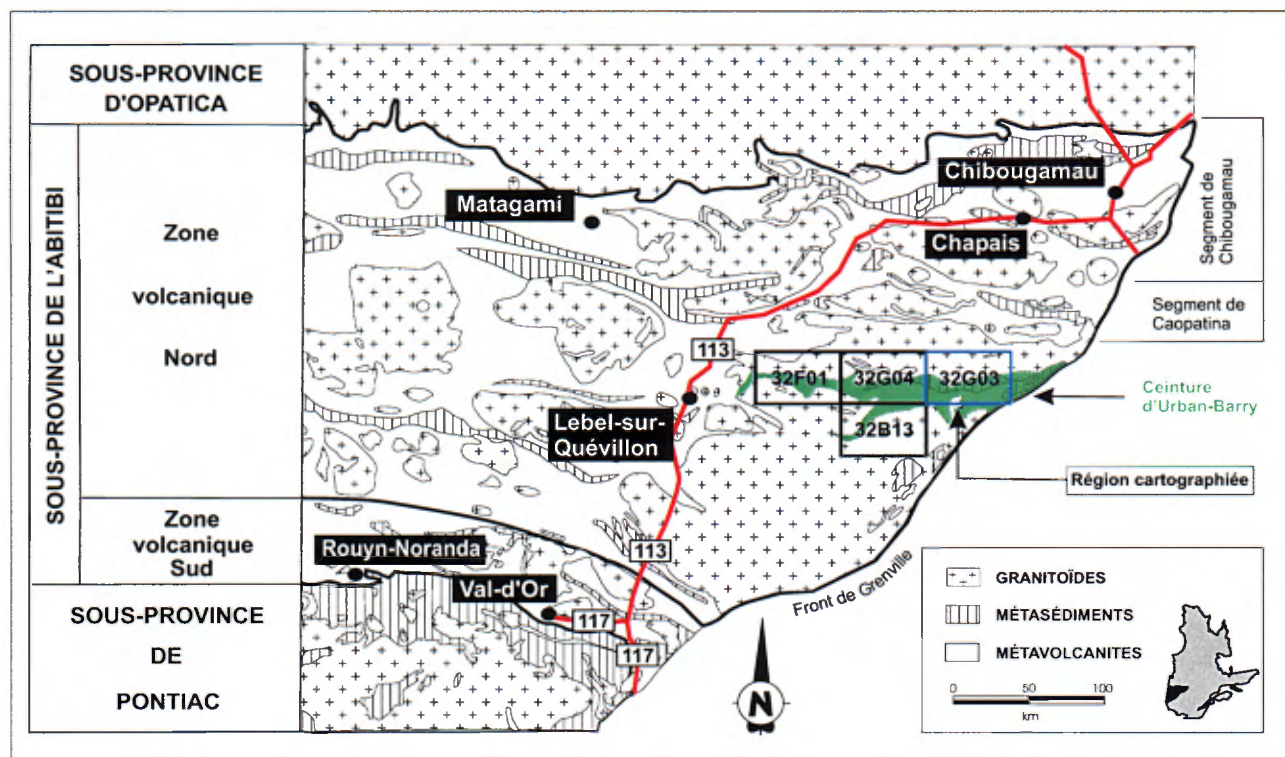 SOUS-PROVINCE
D'OPATICA
SOUS-PROVINCE DE L'ABITIBI
Zone
volcanique
Nord
Zone
volcanique
Sud
SOUS-PROVINCE
DE
PONTIAC
Matagami
Chibougamau
Chapais
Segment de
Chibougamau
Segment de
Caopatina
113
32F01
32G04
32G03
32B13
Ceinture
d'Urban-Barry
Lebel-sur-
Quévillon
Région cartographiée
Rouyn-Noranda
Val-d'Or
113
117
117
Front de Grenville
N
GRANITOÏDES
MÉTASÉDIMENTS
MÉTAVOLCANITES
0 50 100
km